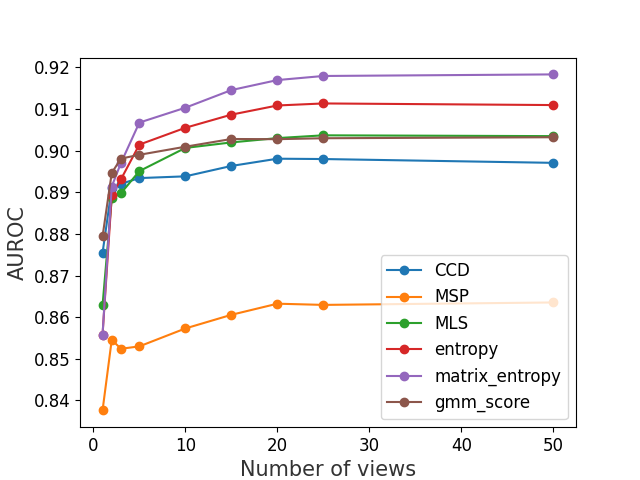 0.92
0.91
0.90
0.89
0.88
0.87
0.86
0.85
0.84
AUROC
0 10 20 30 40 50
Number of views
CCD
MSP
MLS
entropy
matrix_entropy
gmm_score